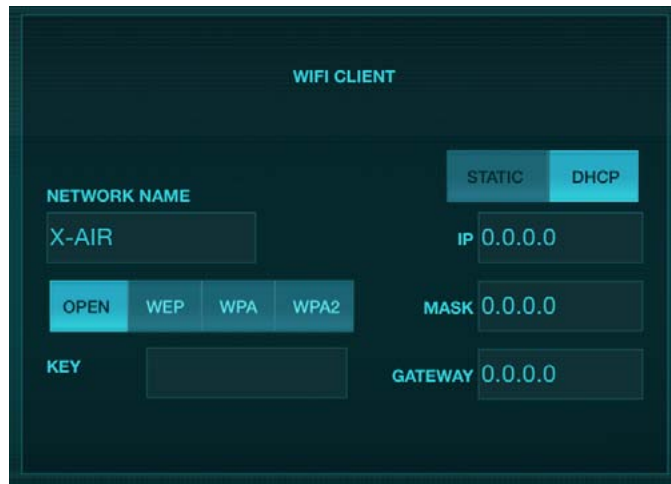 WIFI CLIENT
STATIC DHCP
NETWORK NAME
X-AIR
IP 0.0.0.0
OPEN WEP WPA WPA2
MASK 0.0.0.0
KEY
GATEWAY 0.0.0.0